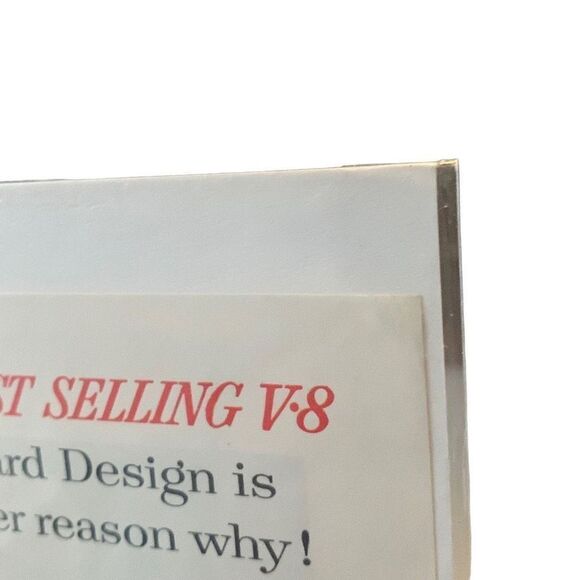 ST SELLING V·8
ard Design is
er reason why!